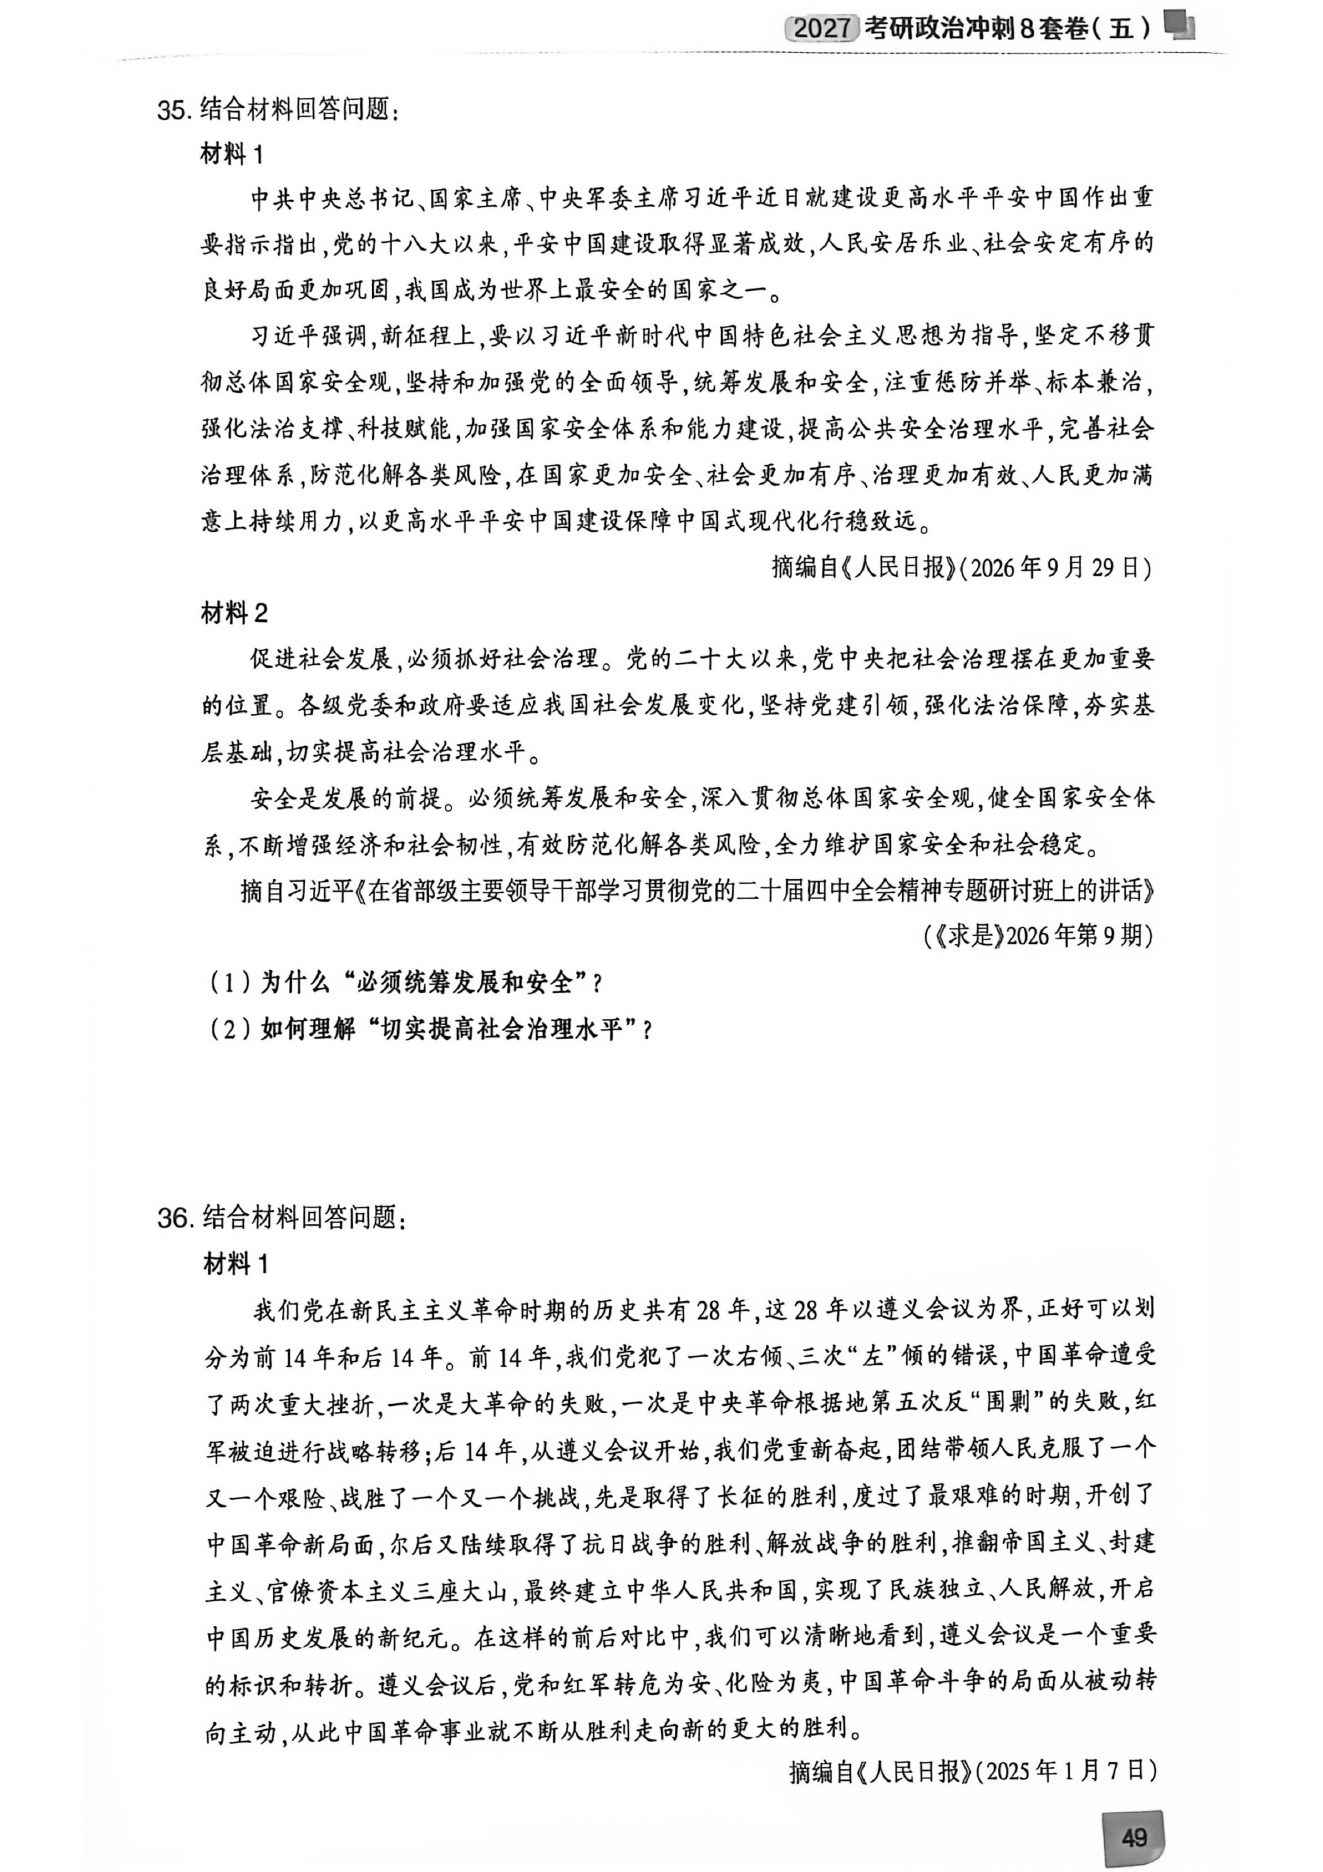 2027 考研政治冲刺8套卷(五)
35. 结合材料回答问题:
材料1
中共中央总书记、国家主席、中央军委主席习近平近日就建设更高水平平安中国作出重
要指示指出,党的十八大以来,平安中国建设取得显著成效,人民安居乐业、社会安定有序的
良好局面更加巩固,我国成为世界上最安全的国家之一。
习近平强调,新征程上,要以习近平新时代中国特色社会主义思想为指导,坚定不移贯
彻总体国家安全观,坚持和加强党的全面领导,统筹发展和安全,注重惩防并举、标本兼治,
强化法治支撑、科技赋能,加强国家安全体系和能力建设,提高公共安全治理水平,完善社会
治理体系,防范化解各类风险,在国家更加安全、社会更加有序、治理更加有效、人民更加满
意上持续用力,以更高水平平安中国建设保障中国式现代化行稳致远。
摘编自《人民日报》(2026年9月29日)
材料2
促进社会发展,必须抓好社会治理。党的二十大以来,党中央把社会治理摆在更加重要
的位置。各级党委和政府要适应我国社会发展变化,坚持党建引领,强化法治保障,夯实基
层基础,切实提高社会治理水平。
安全是发展的前提。必须统筹发展和安全,深入贯彻总体国家安全观,健全国家安全体
系,不断增强经济和社会韧性,有效防范化解各类风险,全力维护国家安全和社会稳定。
摘自习近平《在省部级主要领导干部学习贯彻党的二十届四中全会精神专题研讨班上的讲话》
(《求是》2026年第9期)
(1)为什么“必须统筹发展和安全”?
(2)如何理解“切实提高社会治理水平”?
36. 结合材料回答问题:
材料1
我们党在新民主主义革命时期的历史共有28年,这28年以遵义会议为界,正好可以划
分为前14年和后14年。前14年,我们党犯了一次右倾、三次“左”倾的错误,中国革命遭受
了两次重大挫折,一次是大革命的失败,一次是中央革命根据地第五次反“围剿”的失败,红
军被迫进行战略转移;后14年,从遵义会议开始,我们党重新奋起,团结带领人民克服了一个
又一个艰险、战胜了一个又一个挑战,先是取得了长征的胜利,度过了最艰难的时期,开创了
中国革命新局面,尔后又陆续取得了抗日战争的胜利、解放战争的胜利,推翻帝国主义、封建
主义、官僚资本主义三座大山,最终建立中华人民共和国,实现了民族独立、人民解放,开启
中国历史发展的新纪元。在这样的前后对比中,我们可以清晰地看到,遵义会议是一个重要
的标识和转折。遵义会议后,党和红军转危为安、化险为夷,中国革命斗争的局面从被动转
向主动,从此中国革命事业就不断从胜利走向新的更大的胜利。
摘编自《人民日报》(2025年1月7日)
49